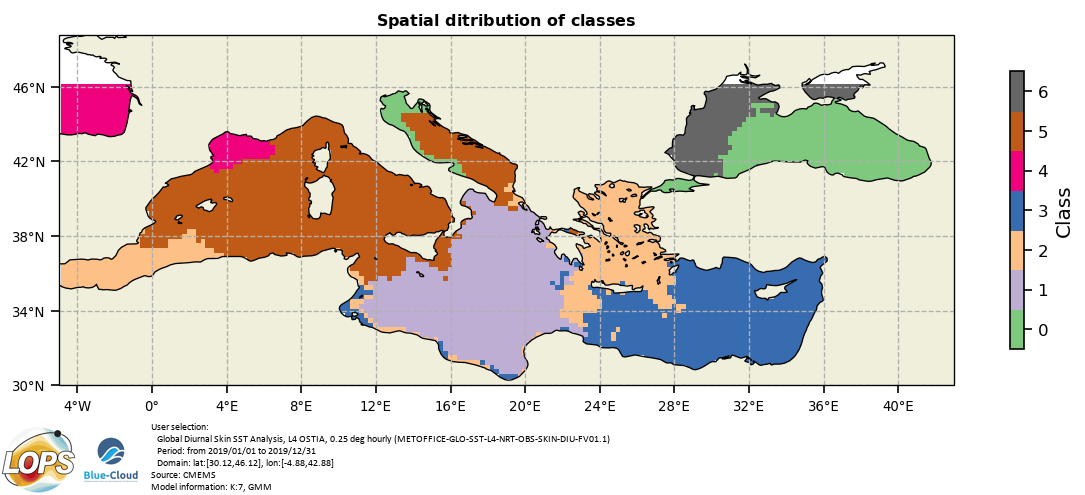 Spatial ditribution of classes
46°N
42°N
38°N
34°N
30°N
4°W 0° 4°E 8°E 12°E 16°E 20°E 24°E 28°E 32°E 36°E 40°E
6
5
4
3
2
1
0
Class
User selection:
Global Diurnal Skin SST Analysis, L4 OSTIA, 0.25 deg hourly (METOFFICE-GLO-SST-L4-NRT-OBS-SKIN-DIU-FV01.1)
Period: from 2019/01/01 to 2019/12/31
Domain: lat:[30.12,46.12], lon:[-4.88,42.88]
Source: CMEMS
Model information: K:7, GMM
LOPS
Blue-Cloud